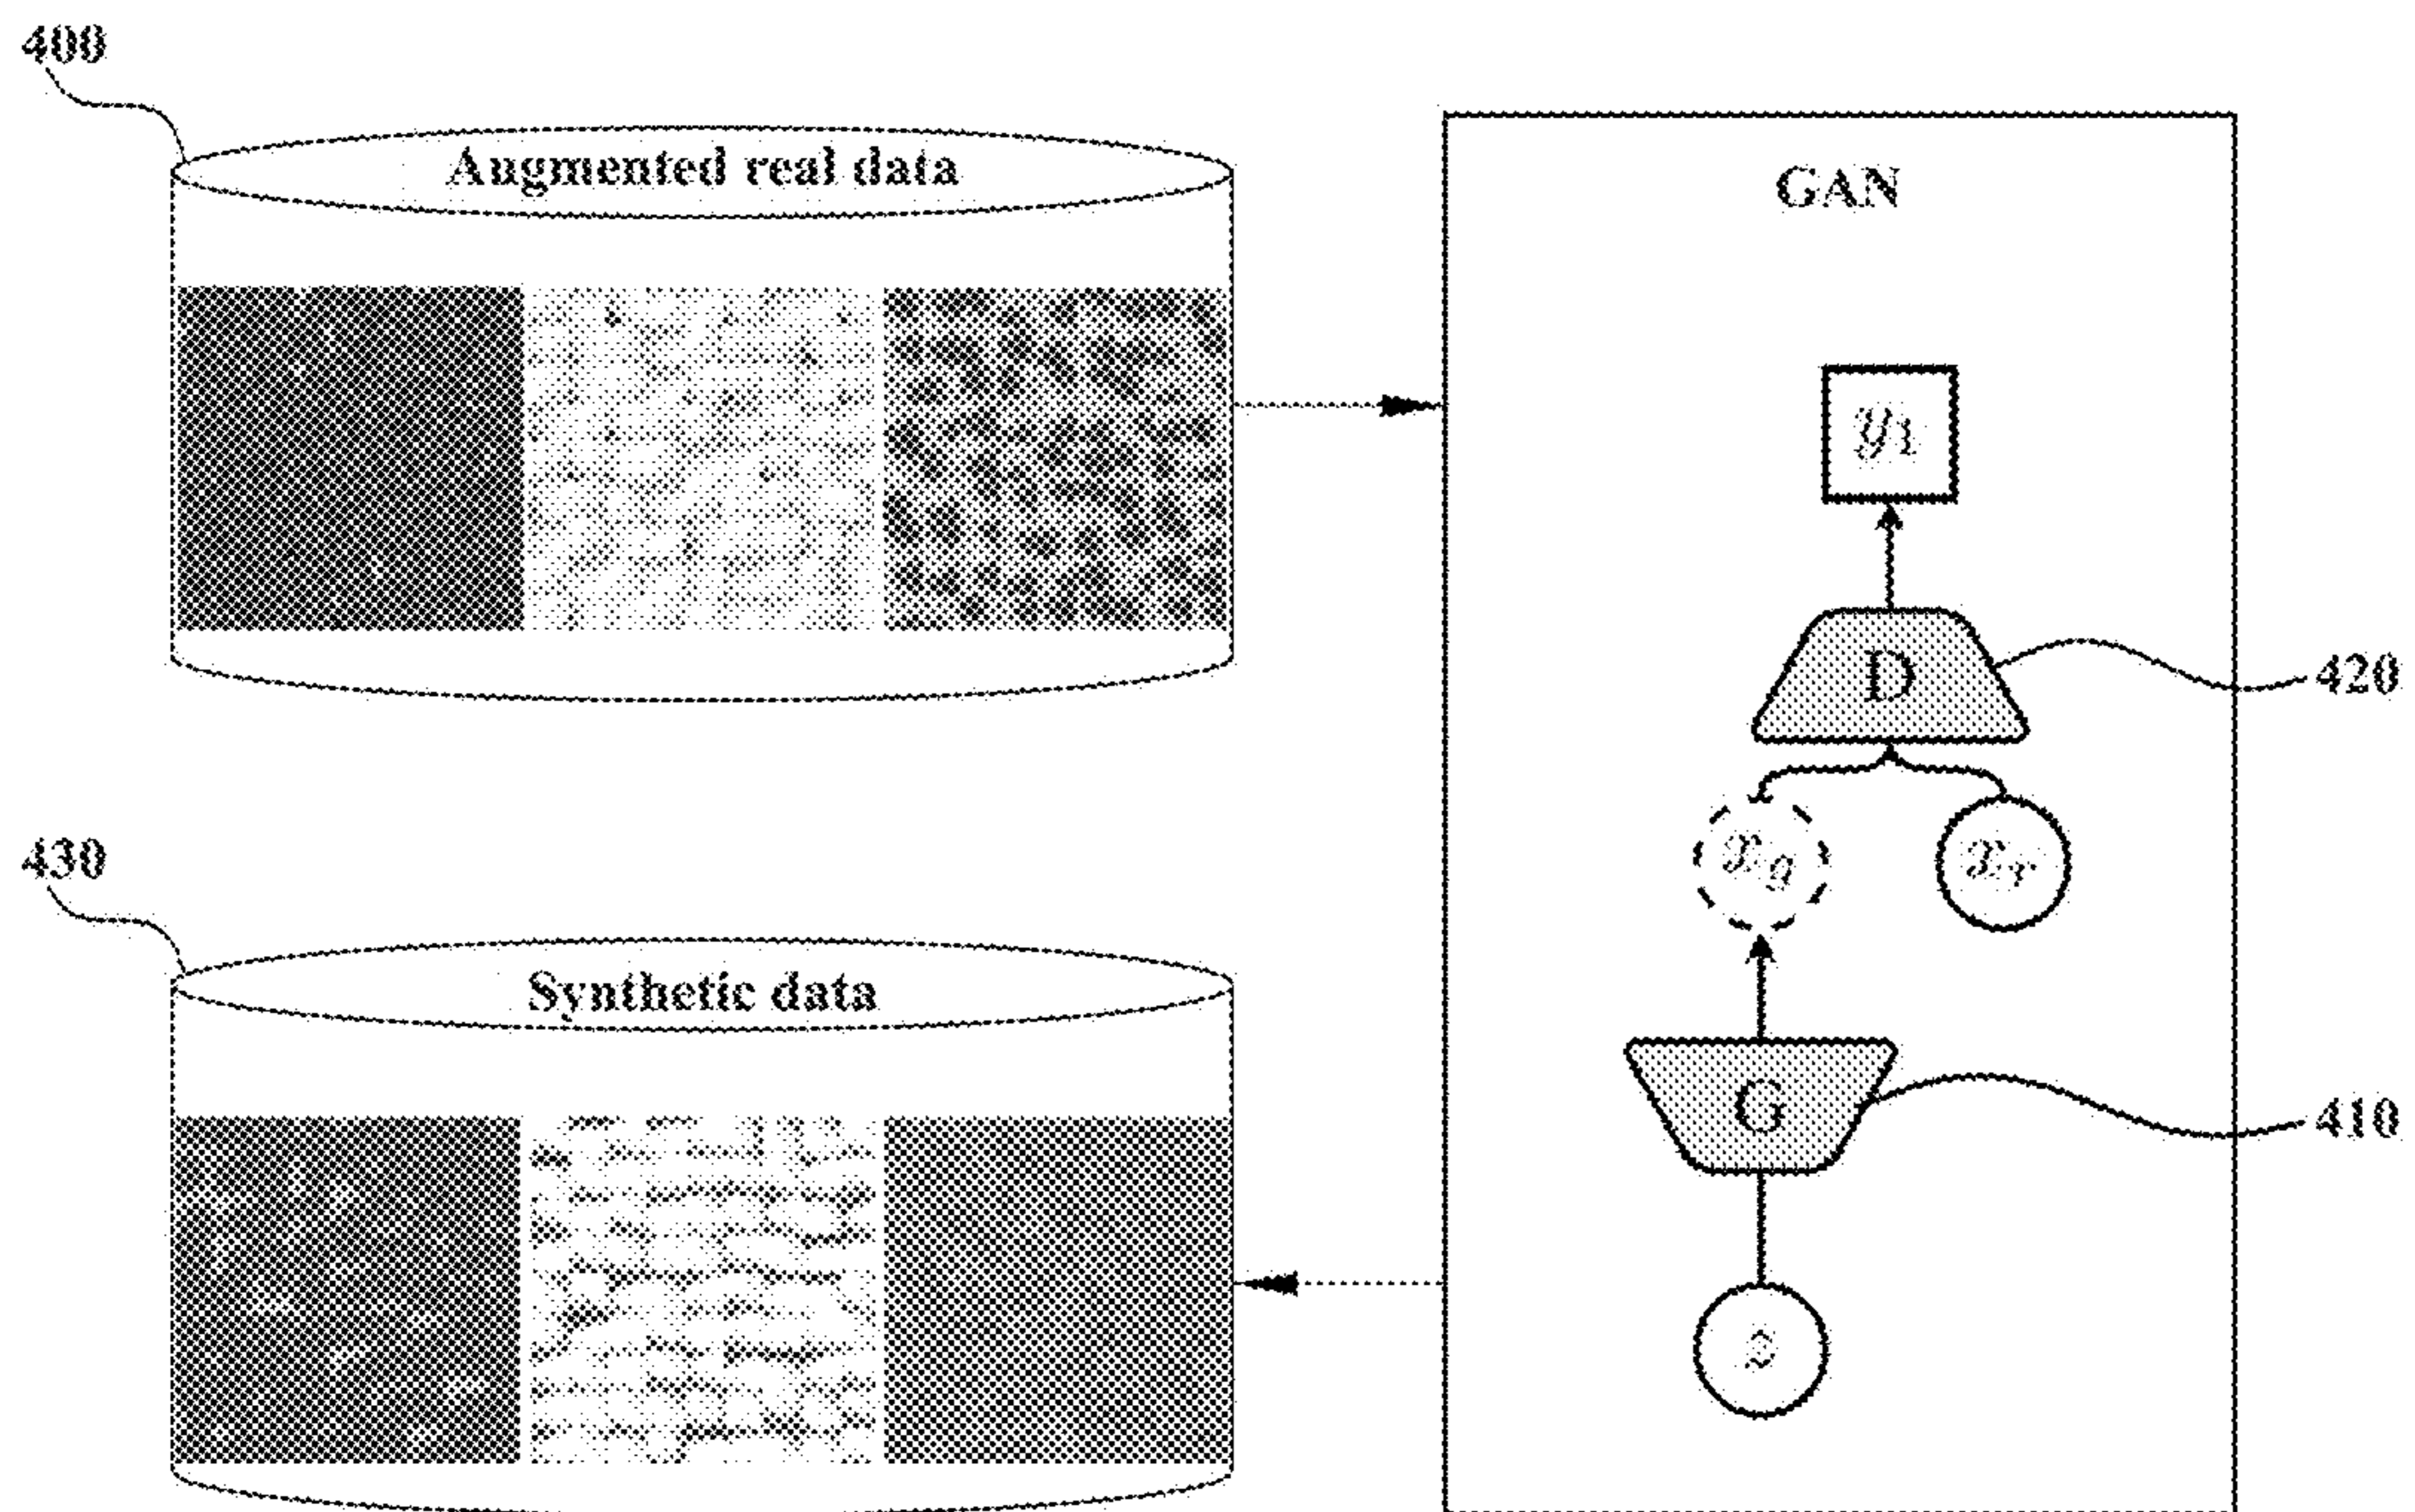 400
Augmented real data
GAN
y1
D
420
xg
xr
430
Synthetic data
G
410